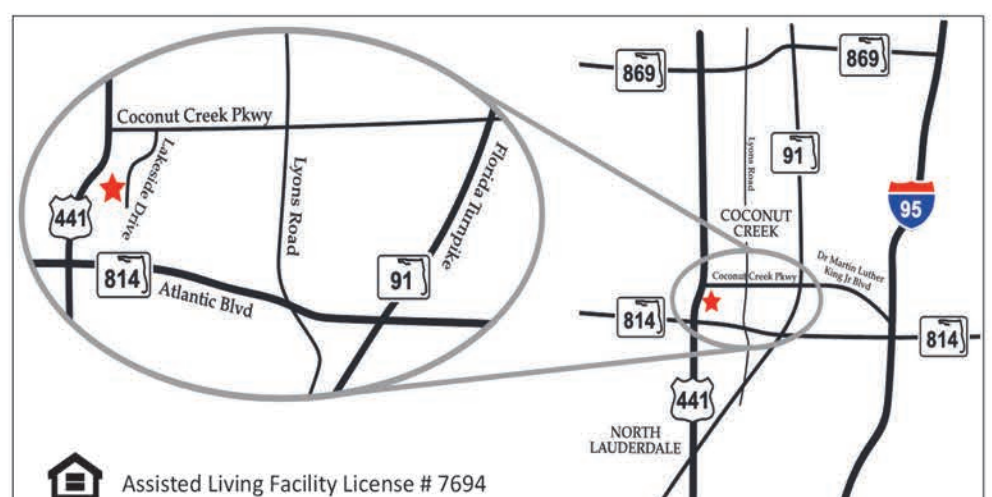 Coconut Creek Pkwy
Lakeside Drive
Lyons Road
Florida Turnpike
441
814
Atlantic Blvd
91
869
869
Lyons Road
91
95
COCONUT
CREEK
Coconut Creek Pkwy
Dr Martin Luther
King Jr Blvd
814
814
441
NORTH
LAUDERDALE
Assisted Living Facility License # 7694